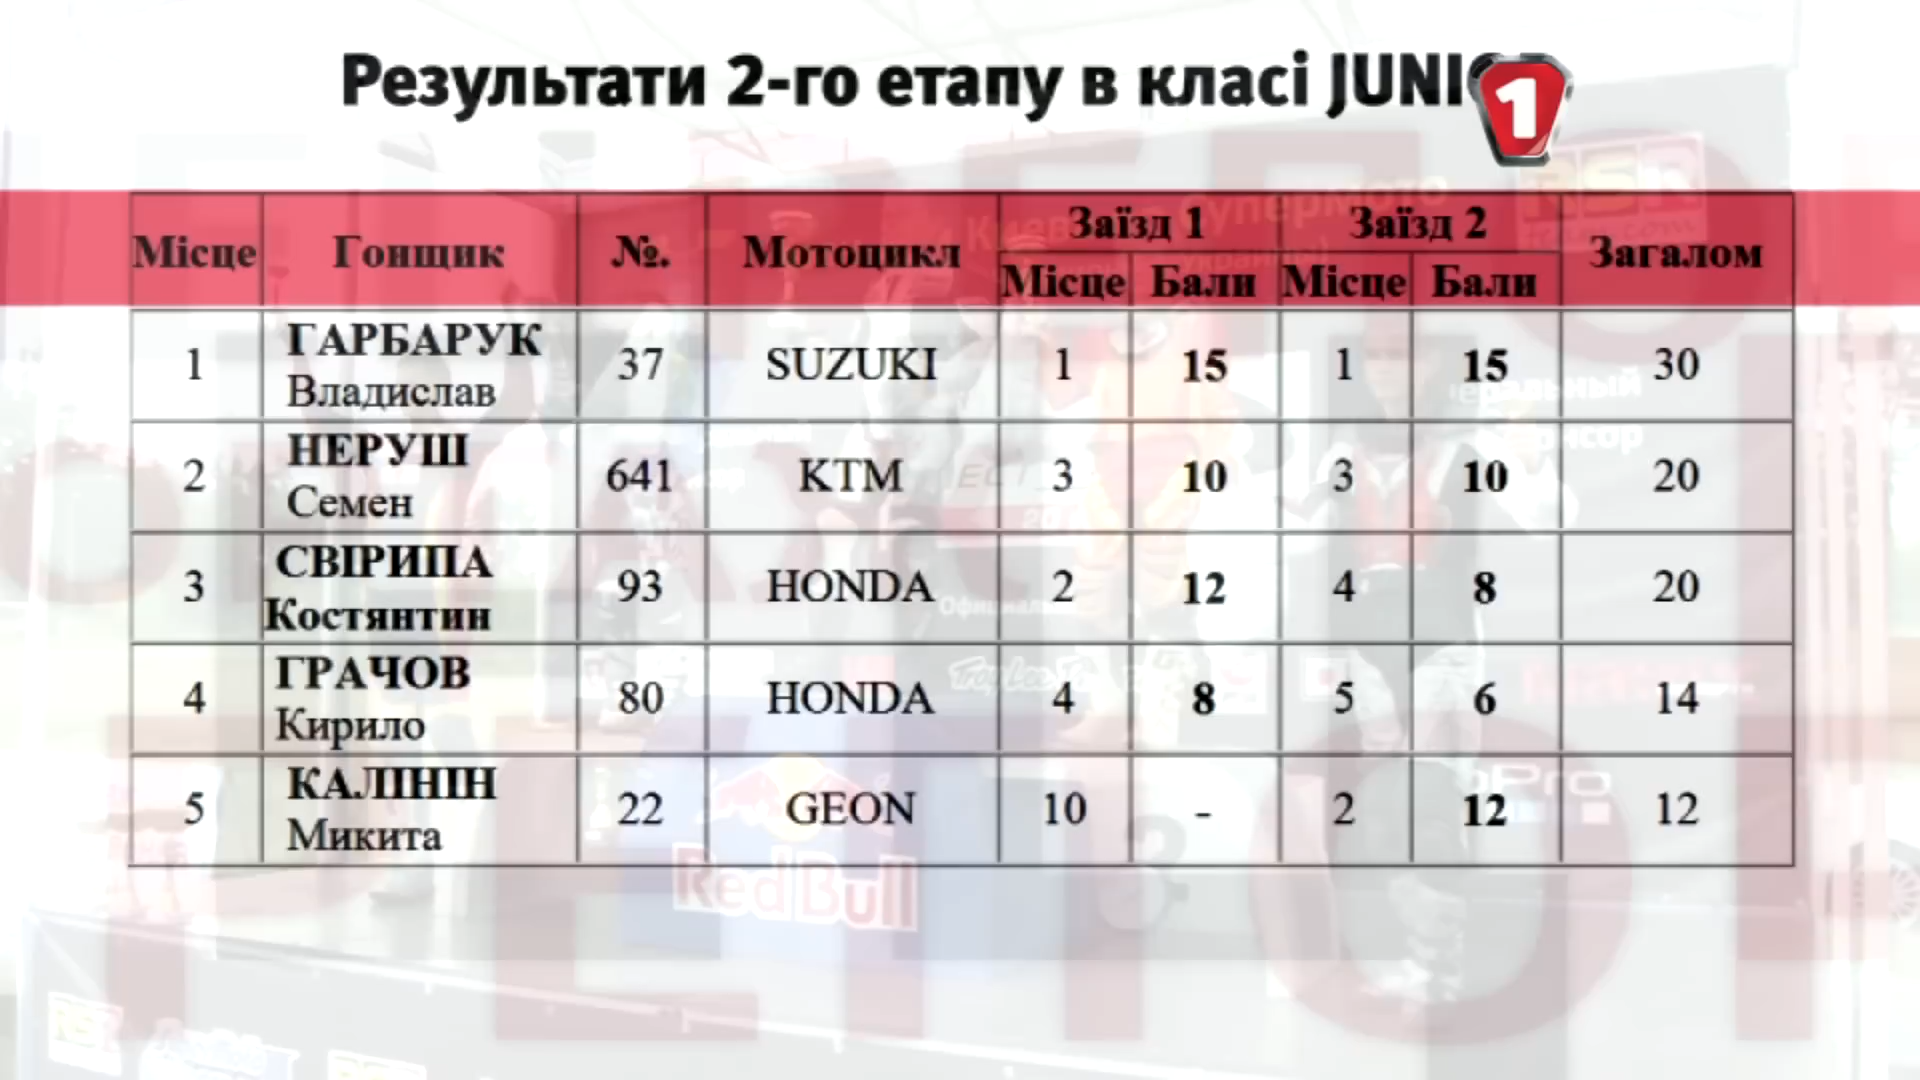 Результати 2-го етапу в класі JUNI
1
Місце Гонщик №. Мотоцикл Заїзд 1 Заїзд 2 Загалом
Місце Бали Місце Бали
1 ГАРБАРУК Владислав 37 SUZUKI 1 15 1 15 30
2 НЕРУШ Семен 641 KTM 3 10 3 10 20
3 СВІРИПА Костянтин 93 HONDA 2 12 4 8 20
4 ГРАЧОВ Кирило 80 HONDA 4 8 5 6 14
5 КАЛІНІН Микита 22 GEON 10 - 2 12 12
Red Bull